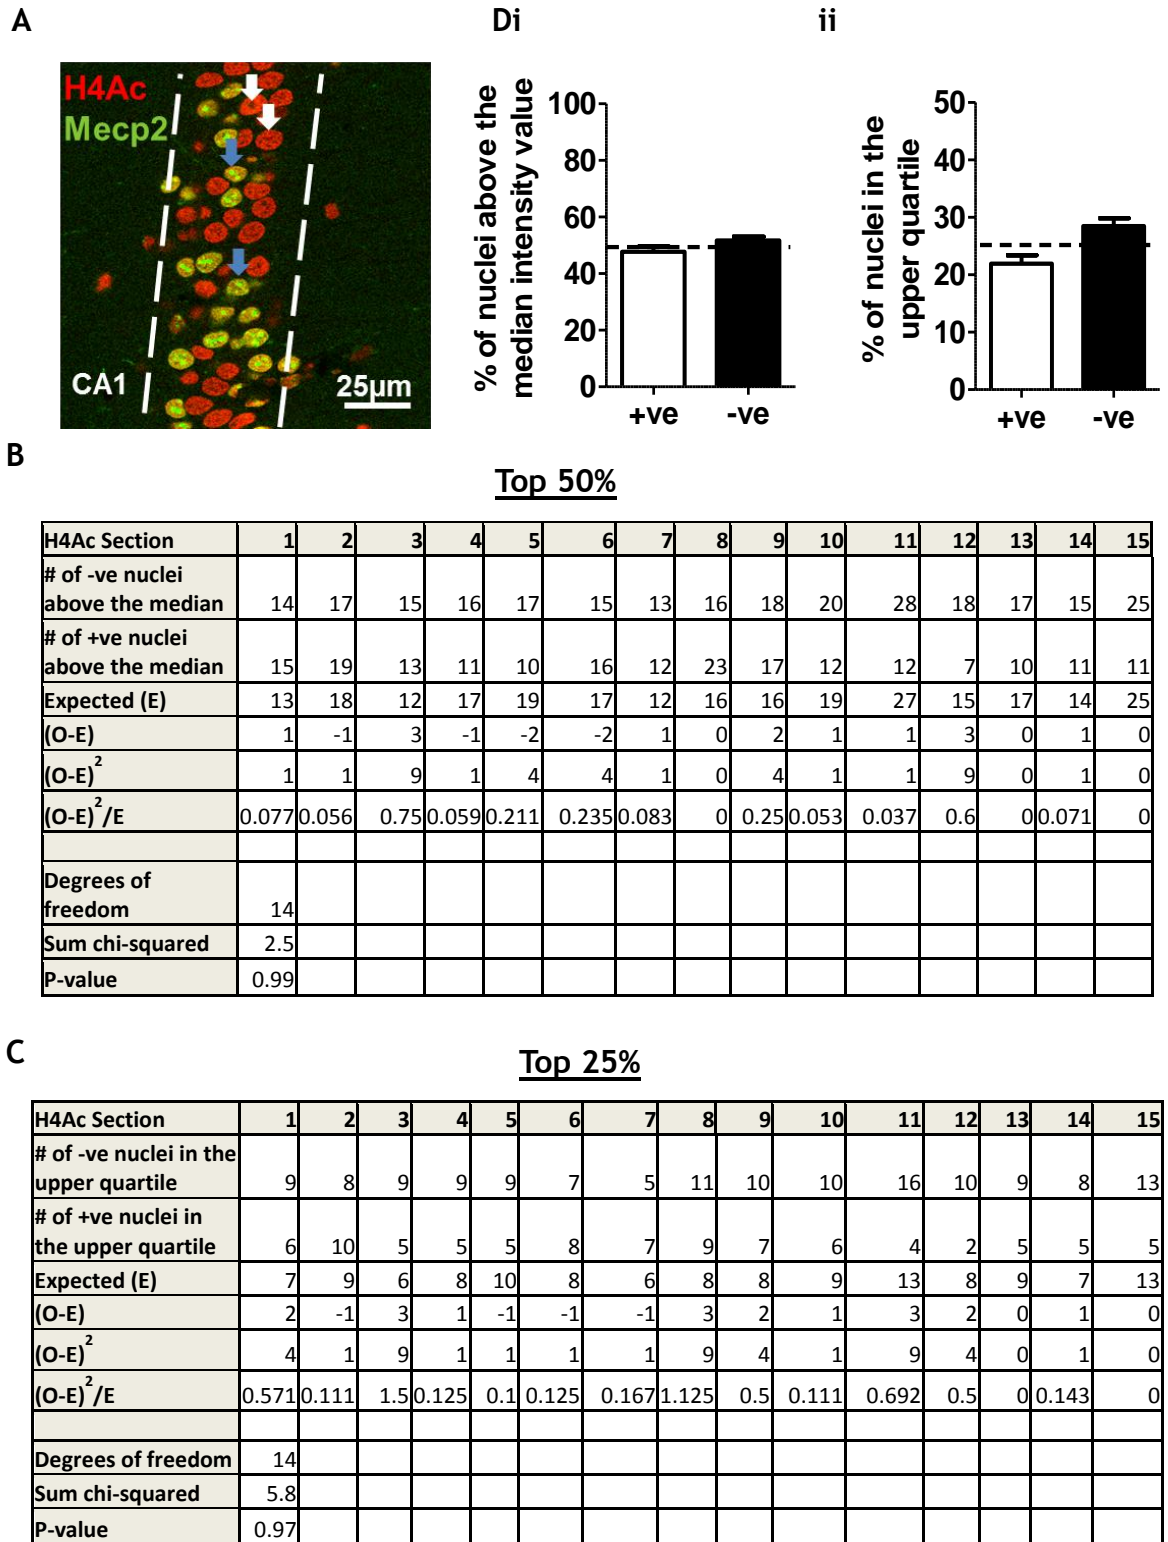 A
Di
ii
H4Ac
Mecp2
CA1
25µm
% of nuclei above the
median intensity value
100
80
60
40
20
0
+ve -ve
% of nuclei in the
upper quartile
50
40
30
20
10
0
+ve -ve
B
Top 50%
H4Ac Section 1 2 3 4 5 6 7 8 9 10 11 12 13 14 15
# of -ve nuclei
above the median 14 17 15 16 17 15 13 16 18 20 28 18 17 15 25
# of +ve nuclei
above the median 15 19 13 11 10 16 12 23 17 12 12 7 10 11 11
Expected (E) 13 18 12 17 19 17 12 16 16 19 27 15 17 14 25
(O-E) 1 -1 3 -1 -2 -2 1 0 2 1 1 3 0 1 0
(O-E)2 1 1 9 1 4 4 1 0 4 1 1 9 0 1 0
(O-E)2/E 0.077 0.056 0.75 0.059 0.211 0.235 0.083 0 0.25 0.053 0.037 0.6 0 0.071 0
Degrees of
freedom 14
Sum chi-squared 2.5
P-value 0.99
C
Top 25%
H4Ac Section 1 2 3 4 5 6 7 8 9 10 11 12 13 14 15
# of -ve nuclei in the
upper quartile 9 8 9 9 9 7 5 11 10 10 16 10 9 8 13
# of +ve nuclei in
the upper quartile 6 10 5 5 5 8 7 9 7 6 4 2 5 5 5
Expected (E) 7 9 6 8 10 8 6 8 8 9 13 8 9 7 13
(O-E) 2 -1 3 1 -1 -1 -1 3 2 1 3 2 0 1 0
(O-E)2 4 1 9 1 1 1 1 9 4 1 9 4 0 1 0
(O-E)2/E 0.571 0.111 1.5 0.125 0.1 0.125 0.167 1.125 0.5 0.111 0.692 0.5 0 0.143 0
Degrees of freedom 14
Sum chi-squared 5.8
P-value 0.97